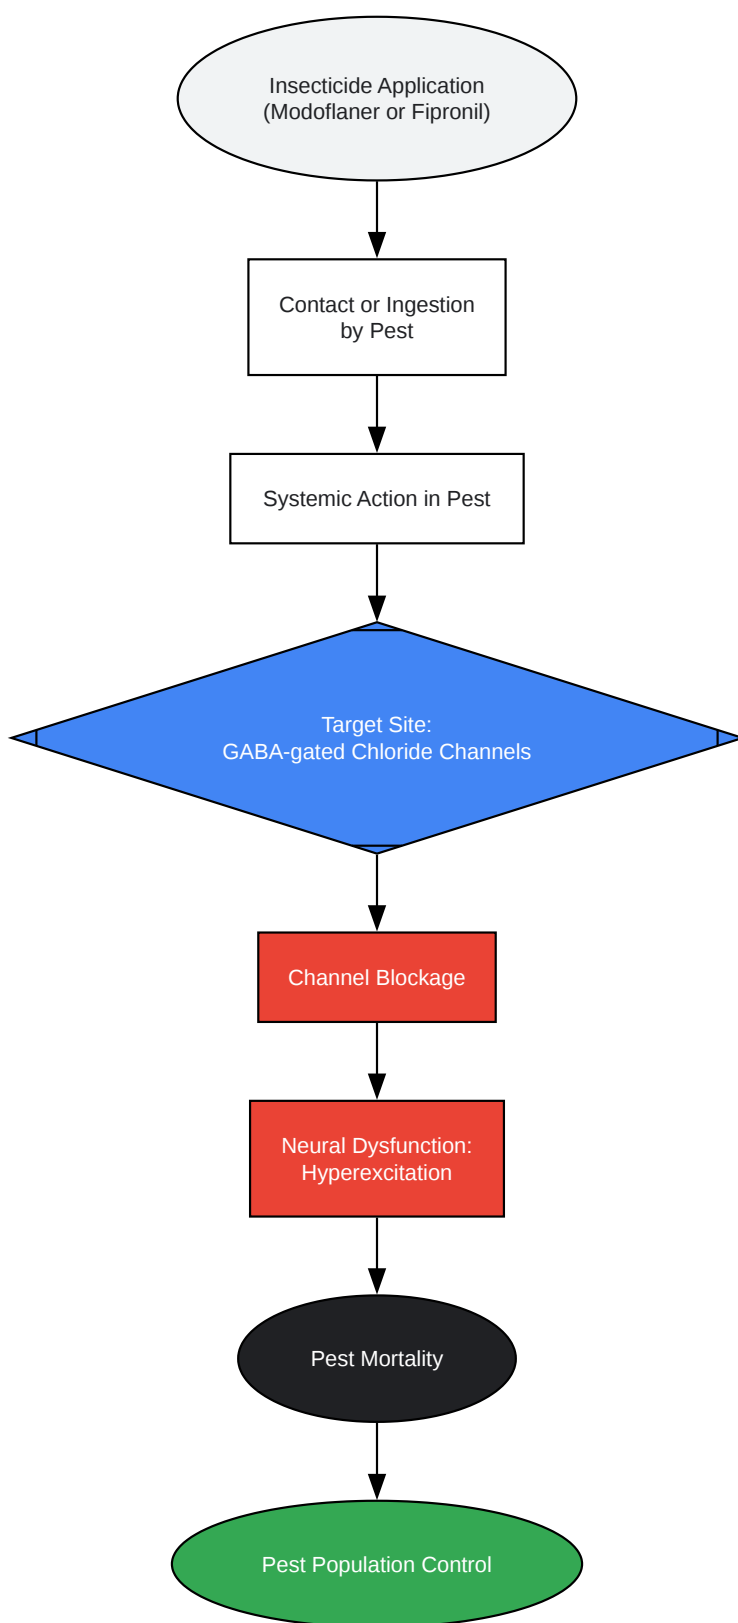 Insecticide Application
(Modoflaner or Fipronil)
Contact or Ingestion
by Pest
Systemic Action in Pest
Target Site:
GABA-gated Chloride Channels
Channel Blockage
Neural Dysfunction:
Hyperexcitation
Pest Mortality
Pest Population Control